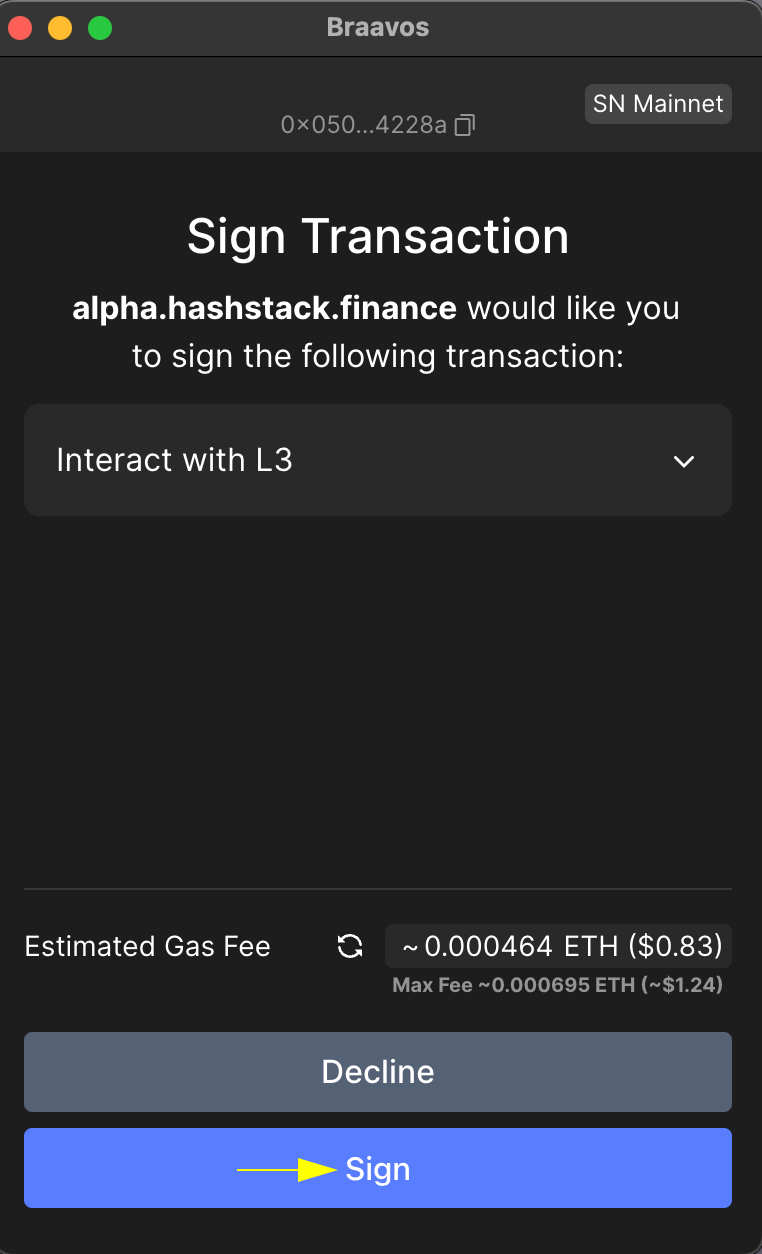 Braavos
SN Mainnet
0×050...4228a
Sign Transaction
alpha.hashstack.finance would like you
to sign the following transaction:
Interact with L3
Estimated Gas Fee ~0.000464 ETH ($0.83)
Max Fee ~0.000695 ETH (~$1.24)
Decline
Sign